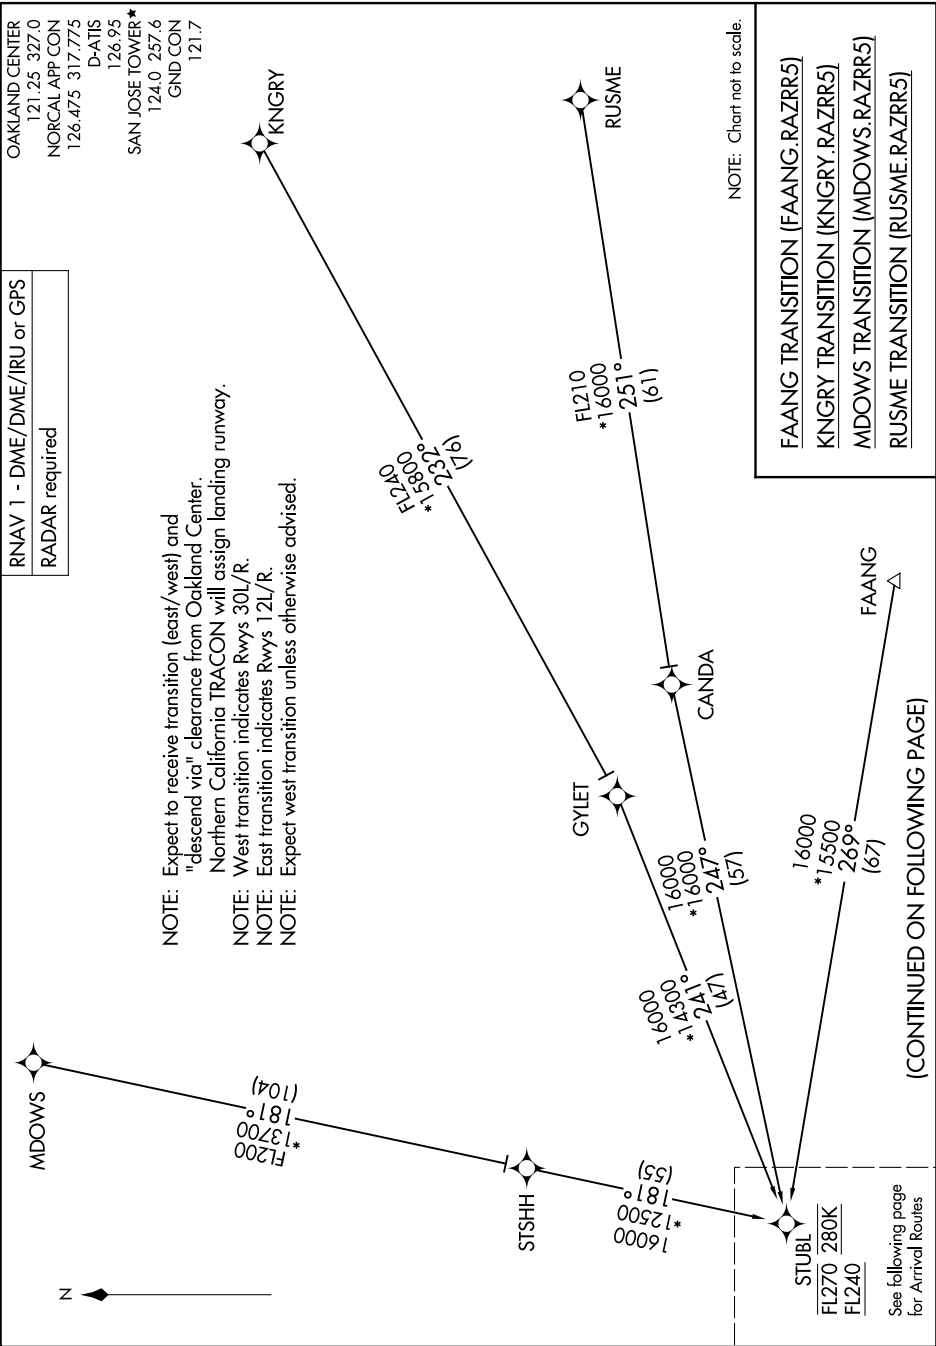 OAKLAND CENTER
121.25 327.0
NORCAL APP CON
126.475 317.775
D-ATIS
126.95
SAN JOSE TOWER★
124.0 257.6
GND CON
121.7
RNAV 1 - DME/DME/IRU or GPS
RADAR required
NOTE: Expect to receive transition (east/west) and
"descend via" clearance from Oakland Center.
Northern California TRACON will assign landing runway.
NOTE: West transition indicates Rwys 30L/R.
NOTE: East transition indicates Rwys 12L/R.
NOTE: Expect west transition unless otherwise advised.
N
MDOWS
FL200
*13700
181°
(104)
STSHH
16000
*12500
181°
(55)
KNGRY
FL240
*15800
232°
(76)
GYLET
16000
*14300
241°
(47)
RUSME
FL210
*16000
251°
(61)
CANDA
16000
*16000
247°
(57)
FAANG
16000
*15500
269°
(67)
STUBL
FL270 280K
FL240
See following page
for Arrival Routes
(CONTINUED ON FOLLOWING PAGE)
NOTE: Chart not to scale.
FAANG TRANSITION (FAANG.RAZRR5)
KNGRY TRANSITION (KNGRY.RAZRR5)
MDOWS TRANSITION (MDOWS.RAZRR5)
RUSME TRANSITION (RUSME.RAZRR5)